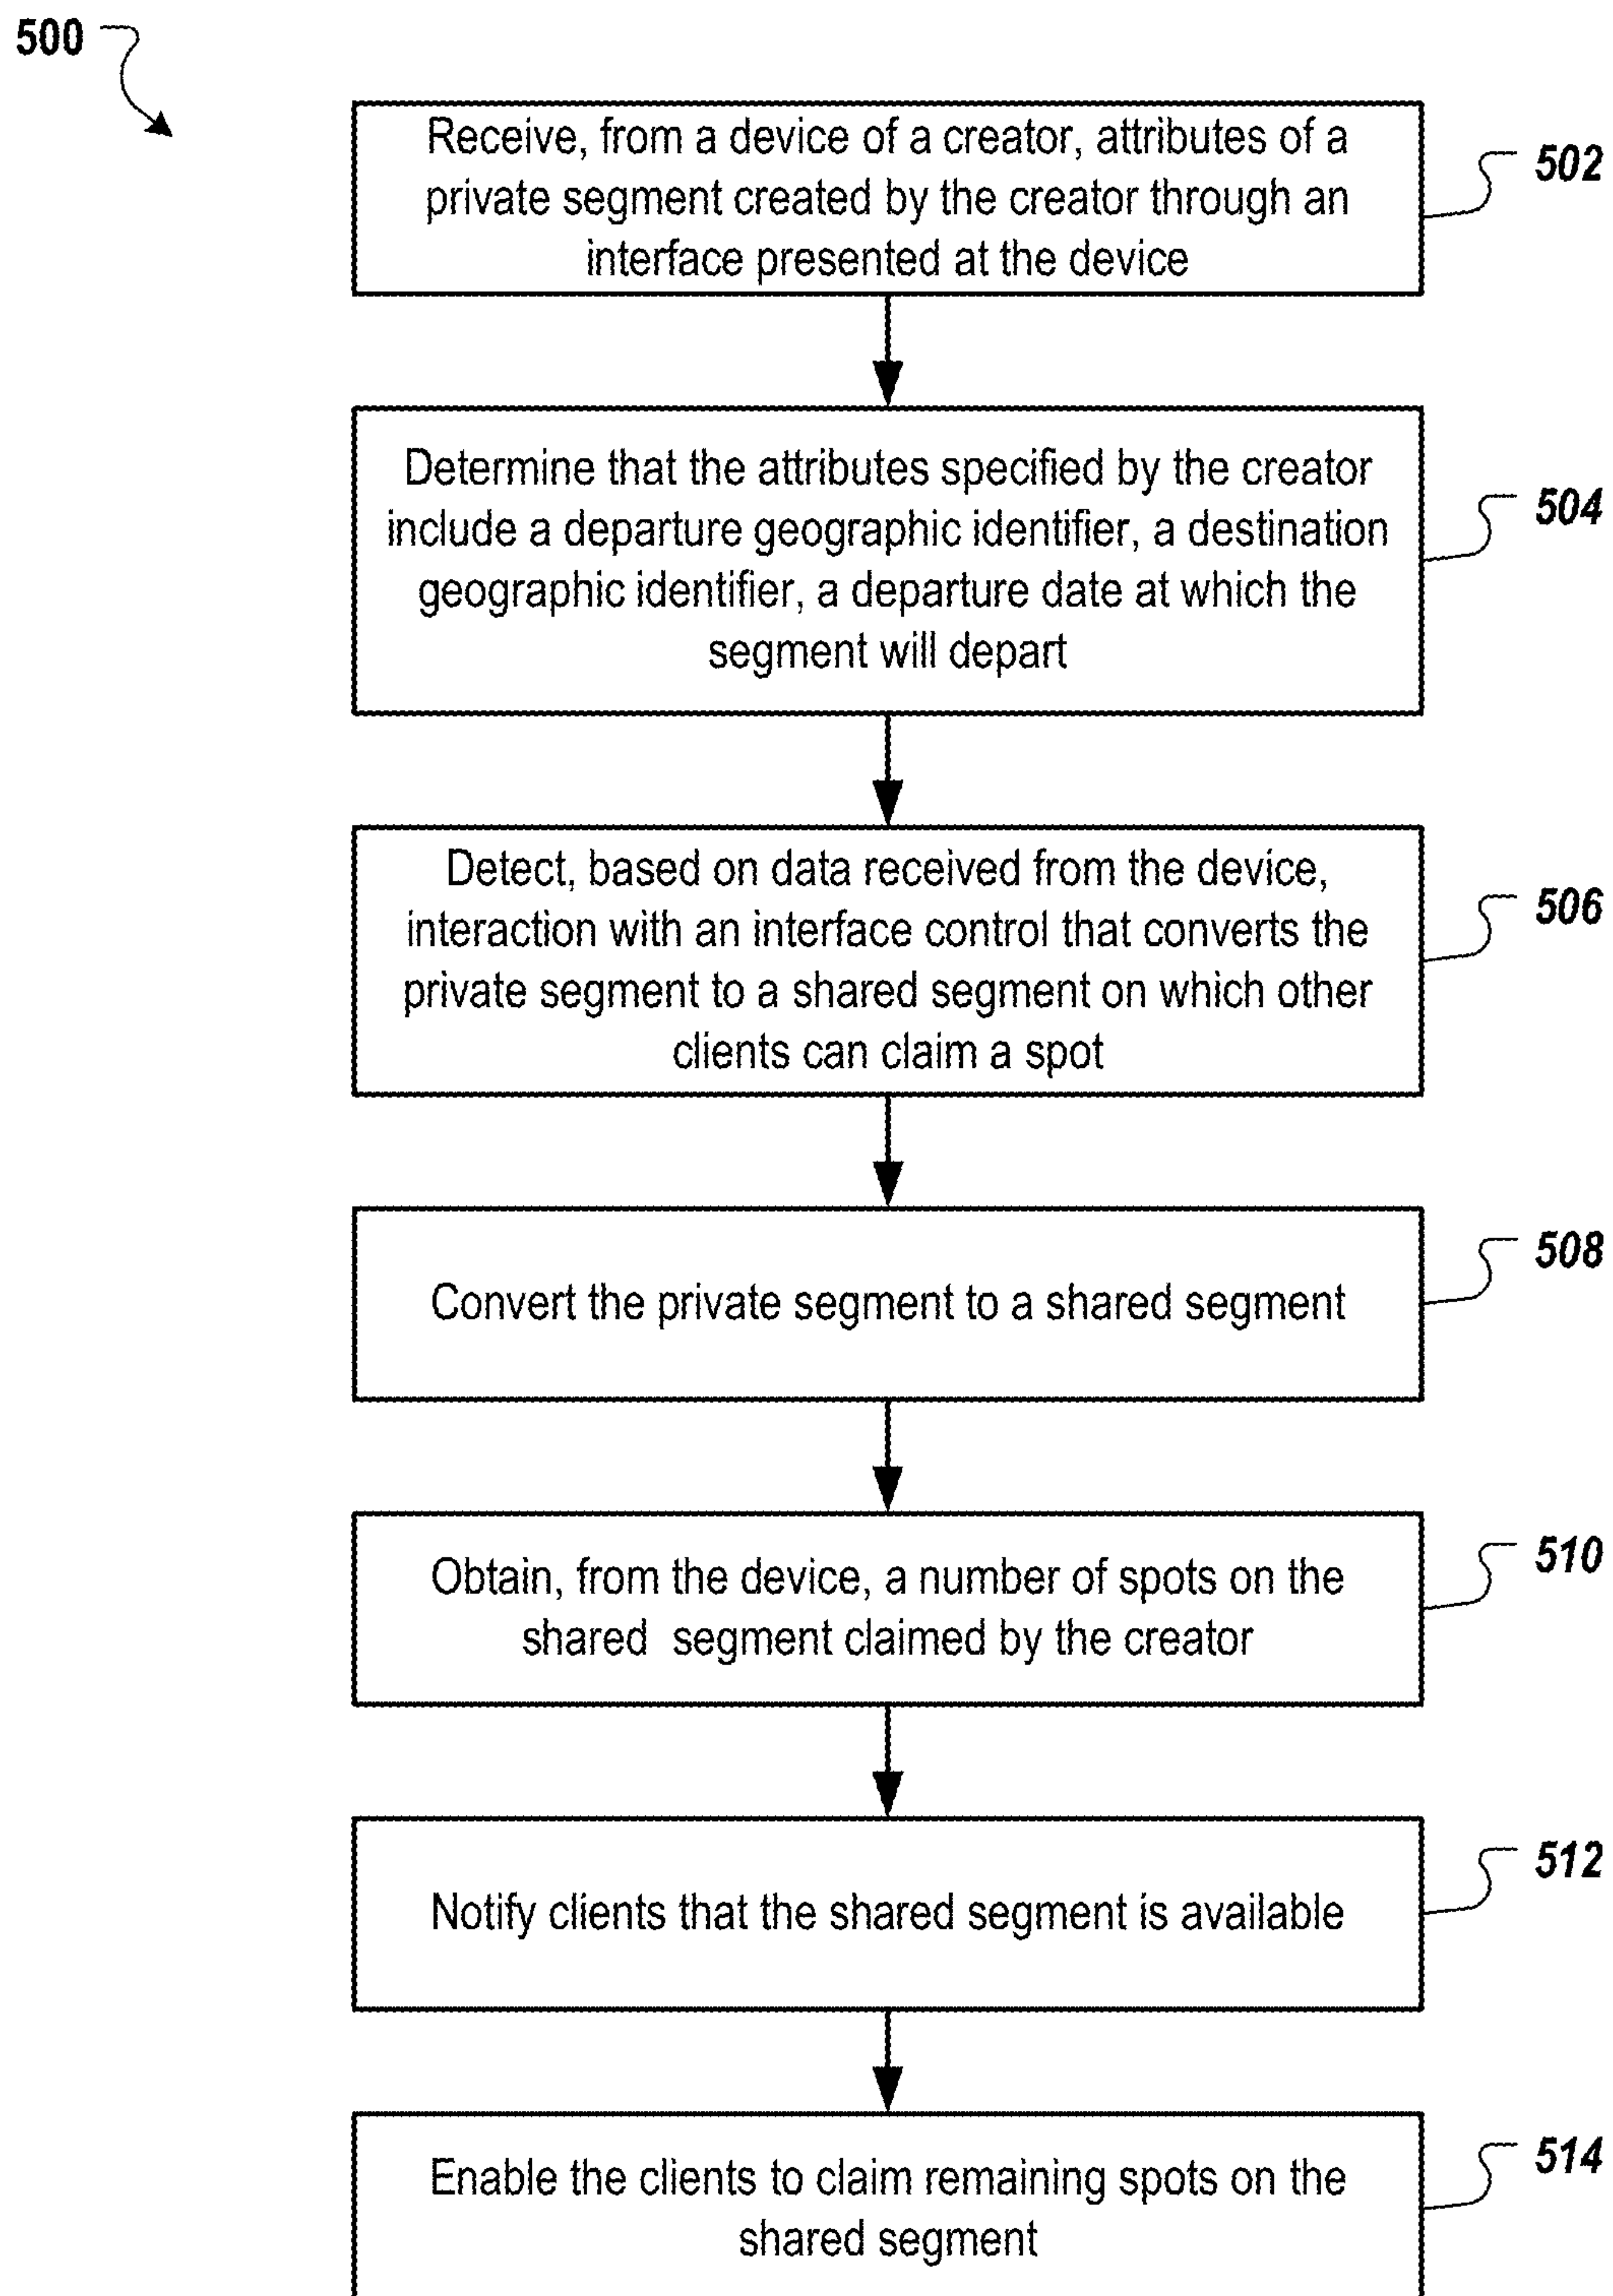 500
Receive, from a device of a creator, attributes of a
private segment created by the creator through an
interface presented at the device
502
Determine that the attributes specified by the creator
include a departure geographic identifier, a destination
geographic identifier, a departure date at which the
segment will depart
504
Detect, based on data received from the device,
interaction with an interface control that converts the
private segment to a shared segment on which other
clients can claim a spot
506
Convert the private segment to a shared segment
508
Obtain, from the device, a number of spots on the
shared  segment claimed by the creator
510
Notify clients that the shared segment is available
512
Enable the clients to claim remaining spots on the
shared segment
514